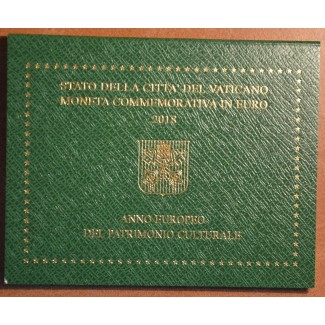 STATO DELLA CITTA' DEL VATICANO
MONETA COMMEMORATIVA IN EURO
2018
ANNO EUROPEO
DEL PATRIMONIO CULTURALE